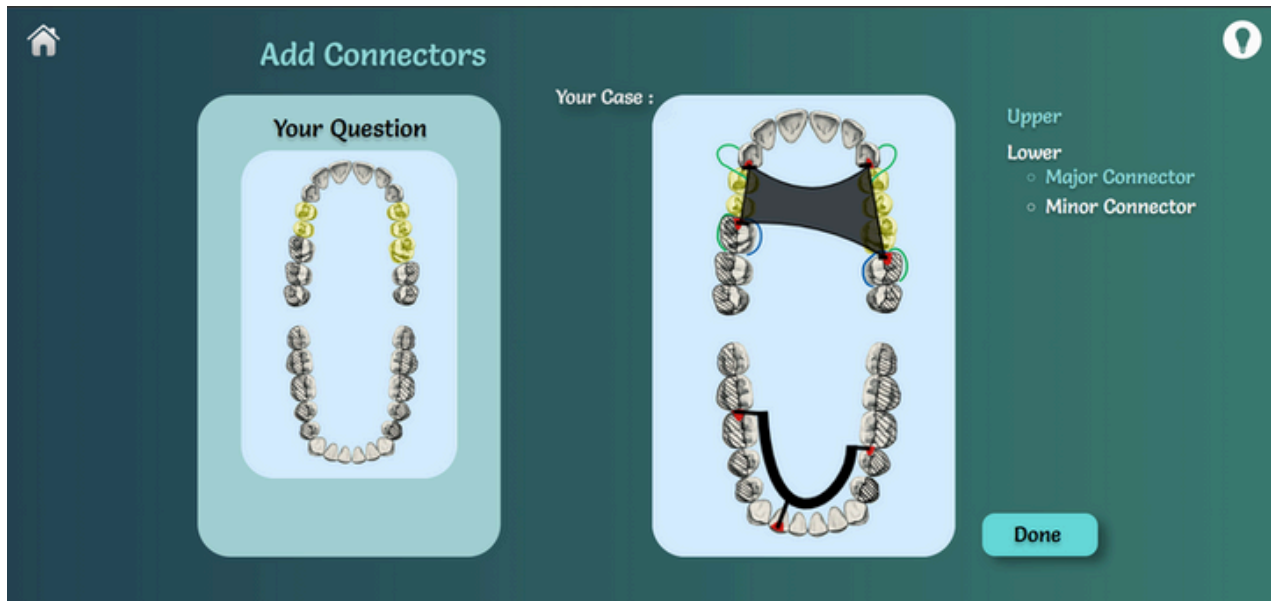 Add Connectors
Your Question
Your Case :
Upper
Lower
Major Connector
Minor Connector
Done